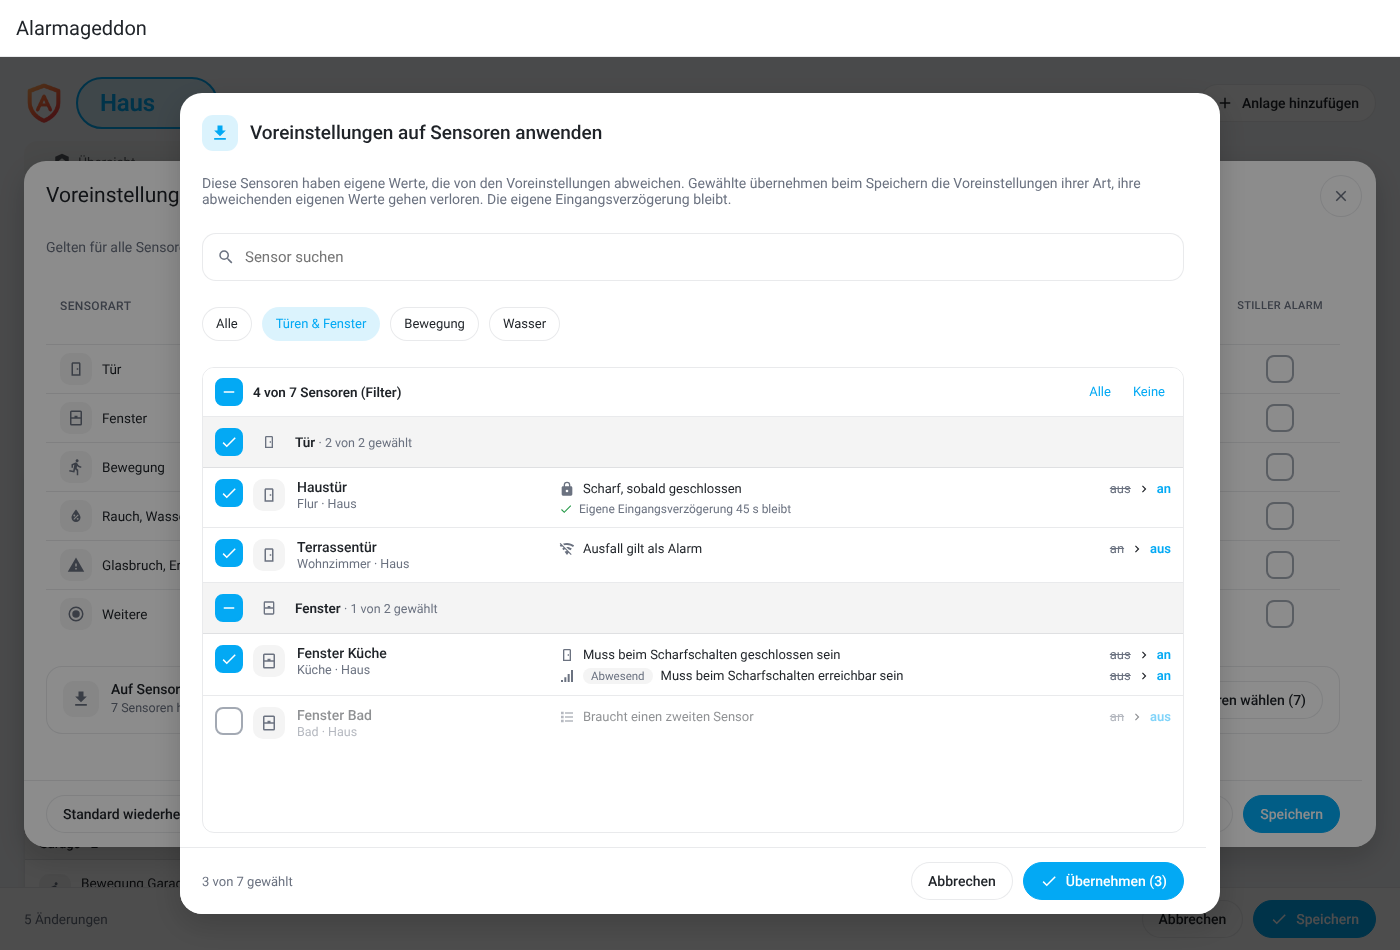 Alarmageddon
Haus
Anlage hinzufügen
Übersicht
Voreinstellungen auf Sensoren anwenden
Diese Sensoren haben eigene Werte, die von den Voreinstellungen abweichen. Gewählte übernehmen beim Speichern die Voreinstellungen ihrer Art, ihre
abweichenden eigenen Werte gehen verloren. Die eigene Eingangsverzögerung bleibt.
Sensor suchen
Alle
Türen & Fenster
Bewegung
Wasser
4 von 7 Sensoren (Filter)
Alle
Keine
Tür · 2 von 2 gewählt
Haustür
Flur · Haus
Scharf, sobald geschlossen
aus > an
Eigene Eingangsverzögerung 45 s bleibt
Terrassentür
Wohnzimmer · Haus
Ausfall gilt als Alarm
an > aus
Fenster · 1 von 2 gewählt
Fenster Küche
Küche · Haus
Muss beim Scharfschalten geschlossen sein
aus > an
Abwesend Muss beim Scharfschalten erreichbar sein
aus > an
Fenster Bad
Bad · Haus
Braucht einen zweiten Sensor
an > aus
3 von 7 gewählt
Abbrechen
Übernehmen (3)
Voreinstellung
Gelten für alle Sensor
SENSORART
STILLER ALARM
Tür
Fenster
Bewegung
Rauch, Wass
Glasbruch, Er
Weitere
Auf Sensor
7 Sensoren h
en wählen (7)
Standard wiederhe
Speichern
Bewegung Garag
5 Änderungen
Abbrechen
Speichern